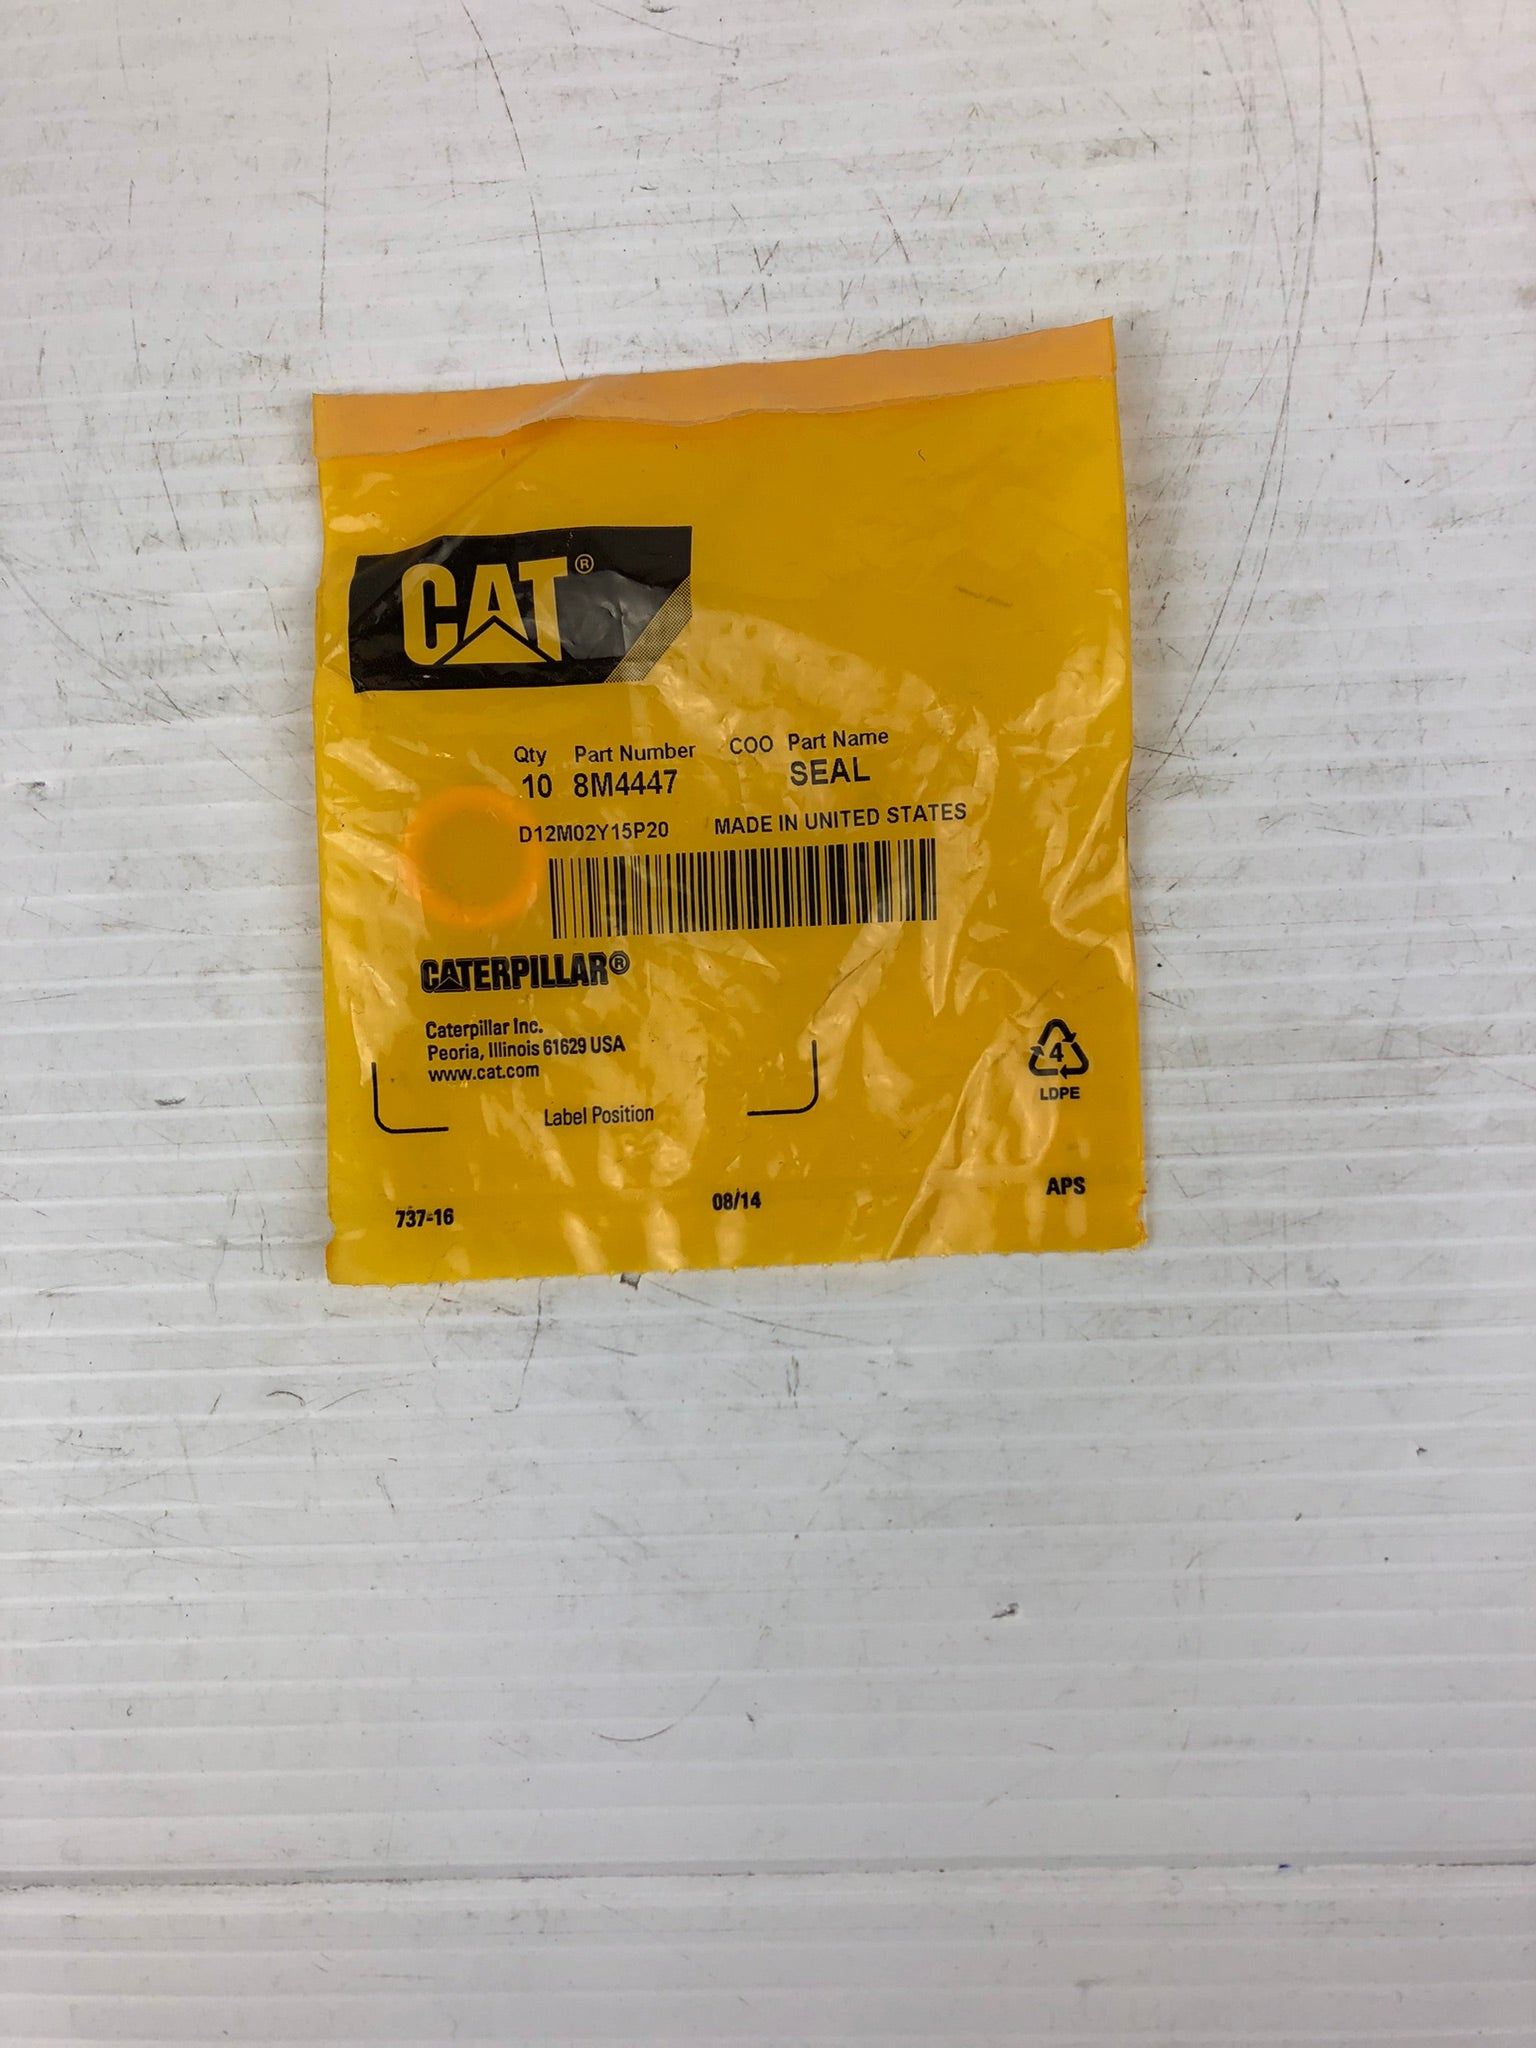 CAT®
Qty Part Number COO Part Name
10 8M4447 SEAL
D12M02Y15P20 MADE IN UNITED STATES
CATERPILLAR®
Caterpillar Inc.
Peoria, Illinois 61629 USA
www.cat.com
4
LDPE
Label Position
737-16 08/14 APS